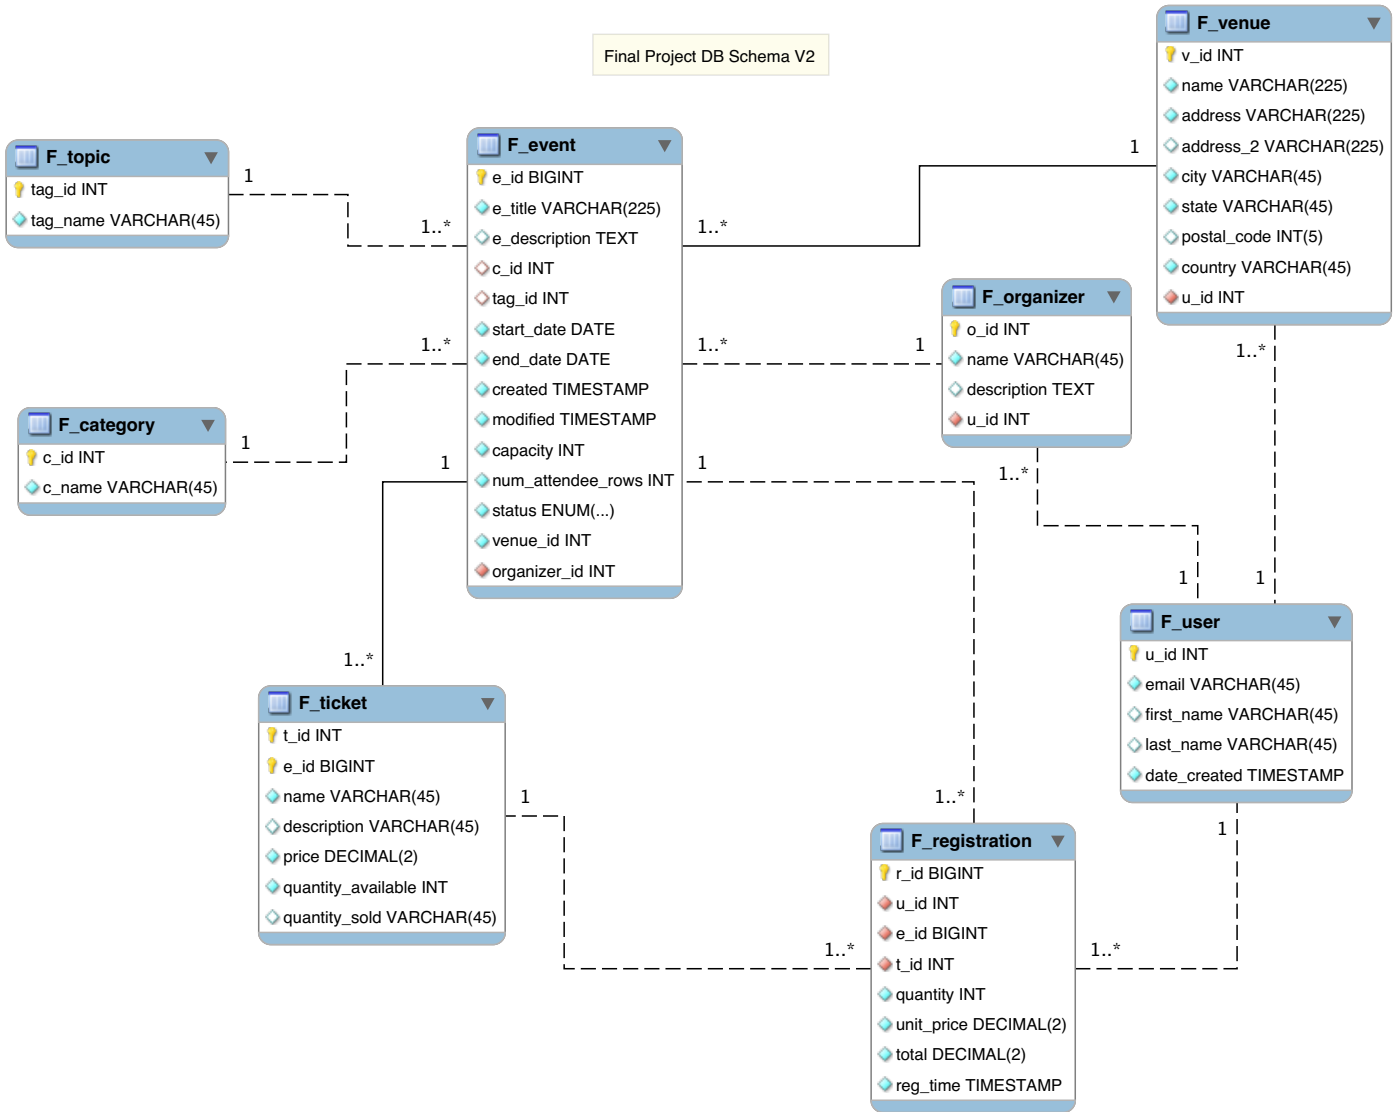 Final Project DB Schema V2
F_venue
v_id INT
name VARCHAR(225)
address VARCHAR(225)
address_2 VARCHAR(225)
city VARCHAR(45)
state VARCHAR(45)
postal_code INT(5)
country VARCHAR(45)
u_id INT
F_topic
tag_id INT
tag_name VARCHAR(45)
F_event
e_id BIGINT
e_title VARCHAR(225)
e_description TEXT
c_id INT
tag_id INT
start_date DATE
end_date DATE
created TIMESTAMP
modified TIMESTAMP
capacity INT
num_attendee_rows INT
status ENUM(...)
venue_id INT
organizer_id INT
1
1..*
1..*
1
F_organizer
o_id INT
name VARCHAR(45)
description TEXT
u_id INT
1..*
1..*
1
F_category
c_id INT
c_name VARCHAR(45)
1
1
1
1..*
1..*
1
1
F_user
u_id INT
email VARCHAR(45)
first_name VARCHAR(45)
last_name VARCHAR(45)
date_created TIMESTAMP
1..*
F_ticket
t_id INT
e_id BIGINT
name VARCHAR(45)
description VARCHAR(45)
price DECIMAL(2)
quantity_available INT
quantity_sold VARCHAR(45)
1
1..*
1
F_registration
r_id BIGINT
u_id INT
e_id BIGINT
t_id INT
quantity INT
unit_price DECIMAL(2)
total DECIMAL(2)
reg_time TIMESTAMP
1..*
1..*